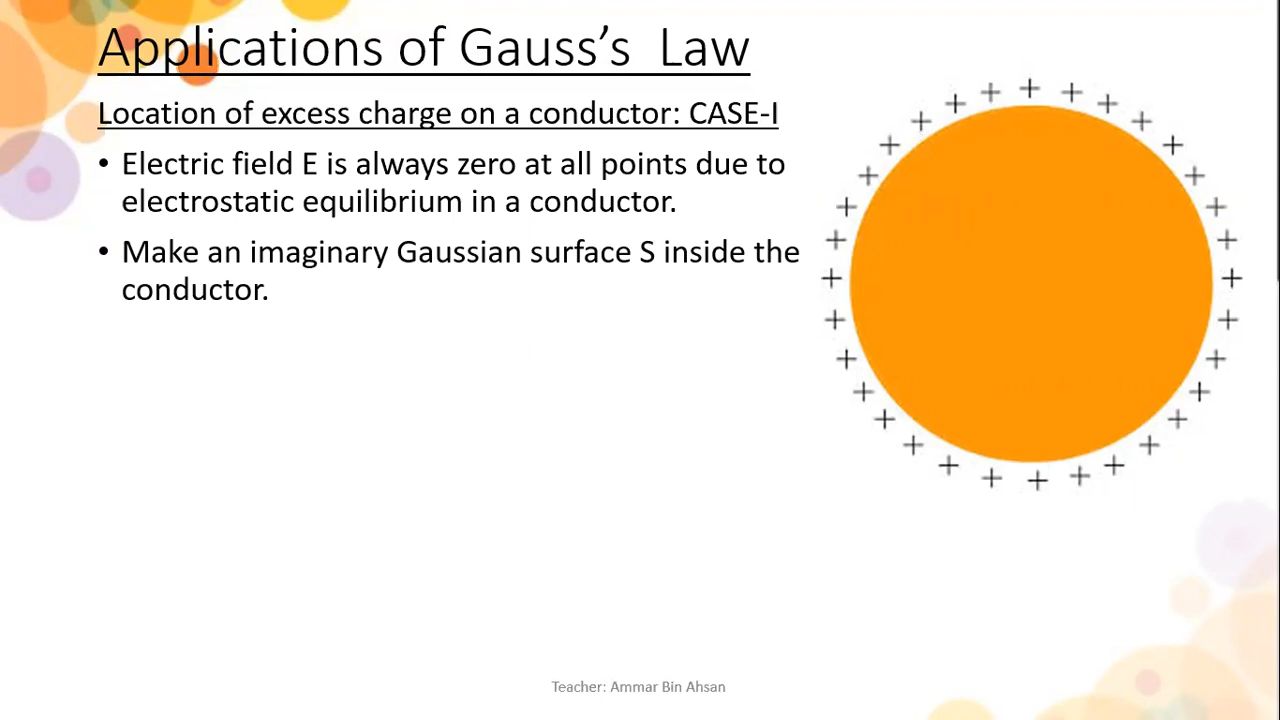 Applications of Gauss’s  Law
Location of excess charge on a conductor: CASE-I
• Electric field E is always zero at all points due to
electrostatic equilibrium in a conductor.
• Make an imaginary Gaussian surface S inside the
conductor.
Teacher: Ammar Bin Ahsan